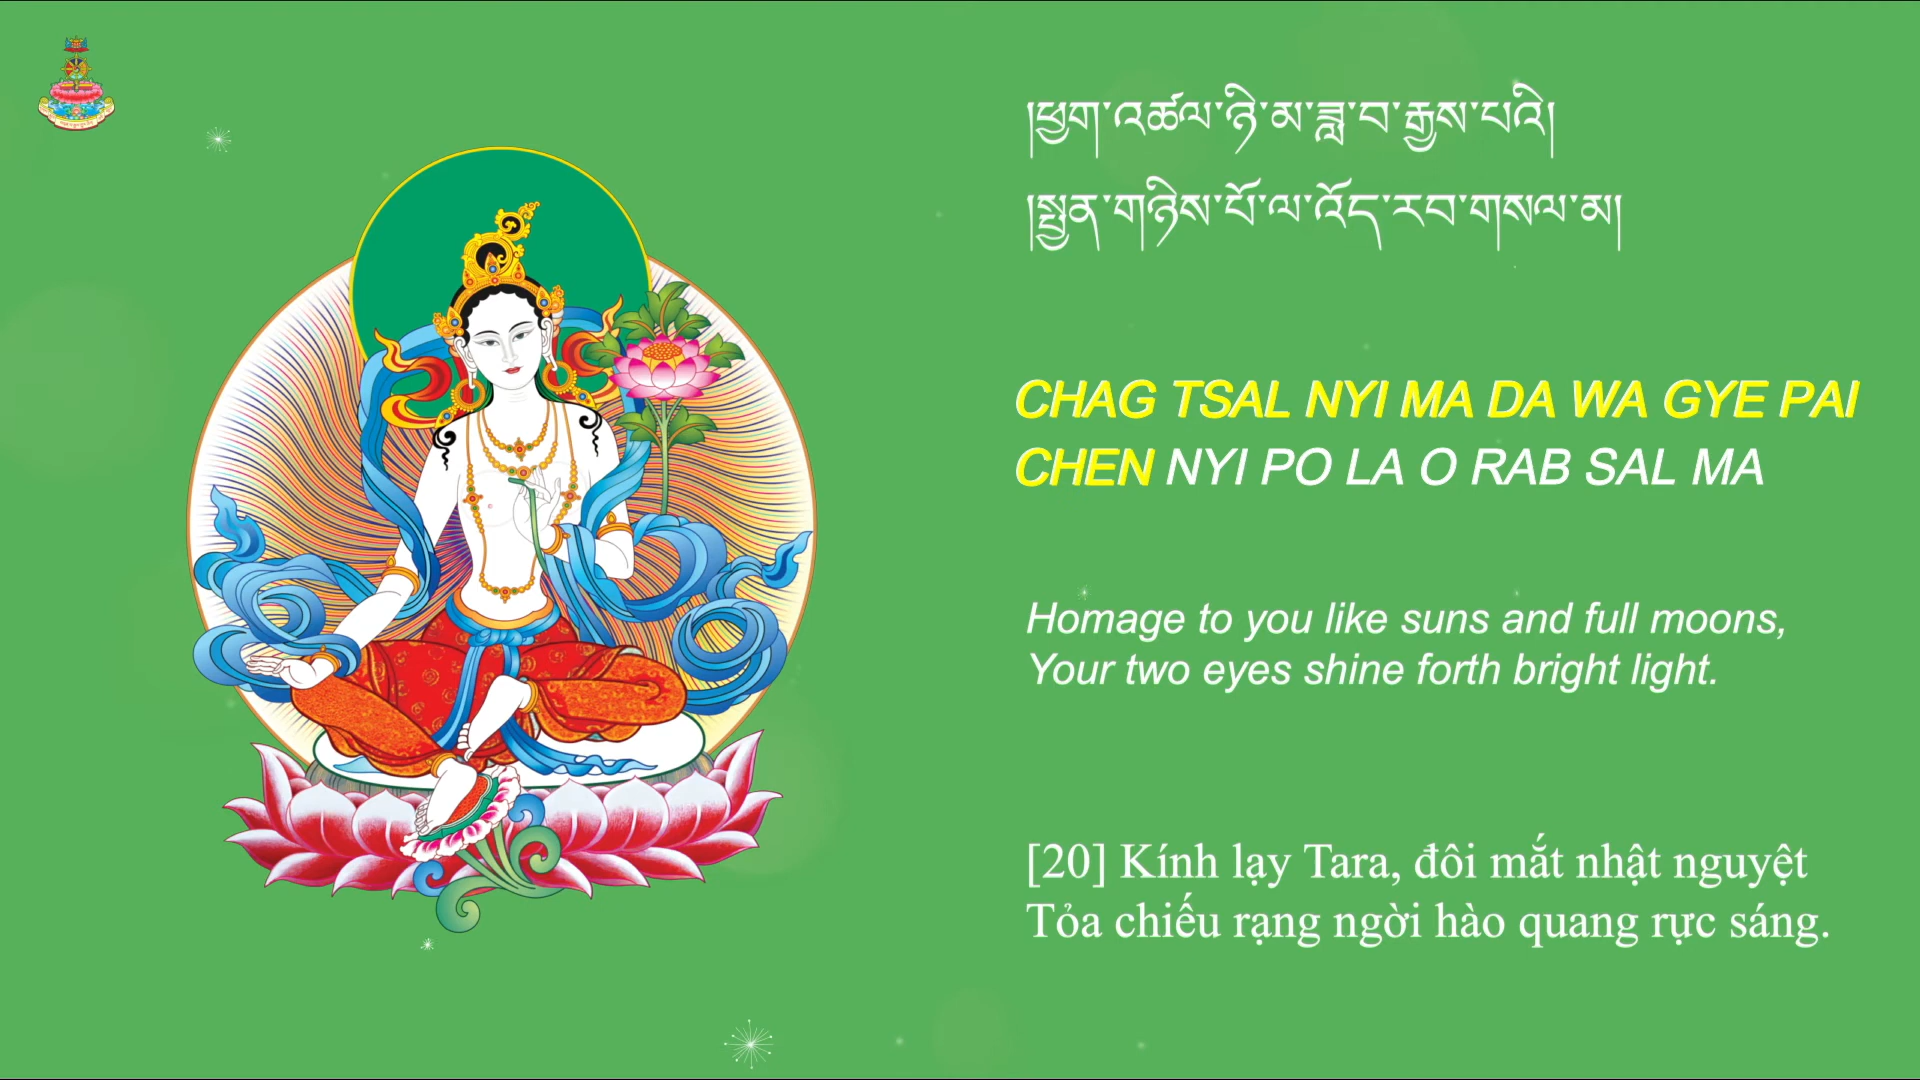 །ཕྱག་འཚལ་ཉི་མ་ཟླ་བ་རྒྱས་པའི།
།སྤྱན་གཉིས་པོ་ལ་འོད་རབ་གསལ་མ།
CHAG TSAL NYI MA DA WA GYE PAI
CHEN NYI PO LA O RAB SAL MA
Homage to you like suns and full moons,
Your two eyes shine forth bright light.
[20] Kính lạy Tara, đôi mắt nhật nguyệt
Tỏa chiếu rạng ngời hào quang rực sáng.